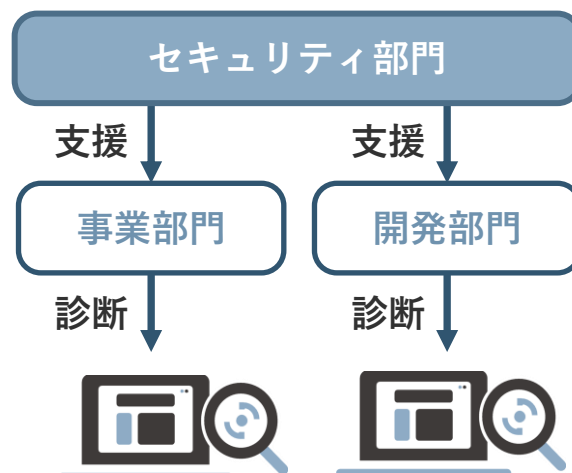 セキュリティ部門
支援 支援
事業部門 開発部門
診断 診断